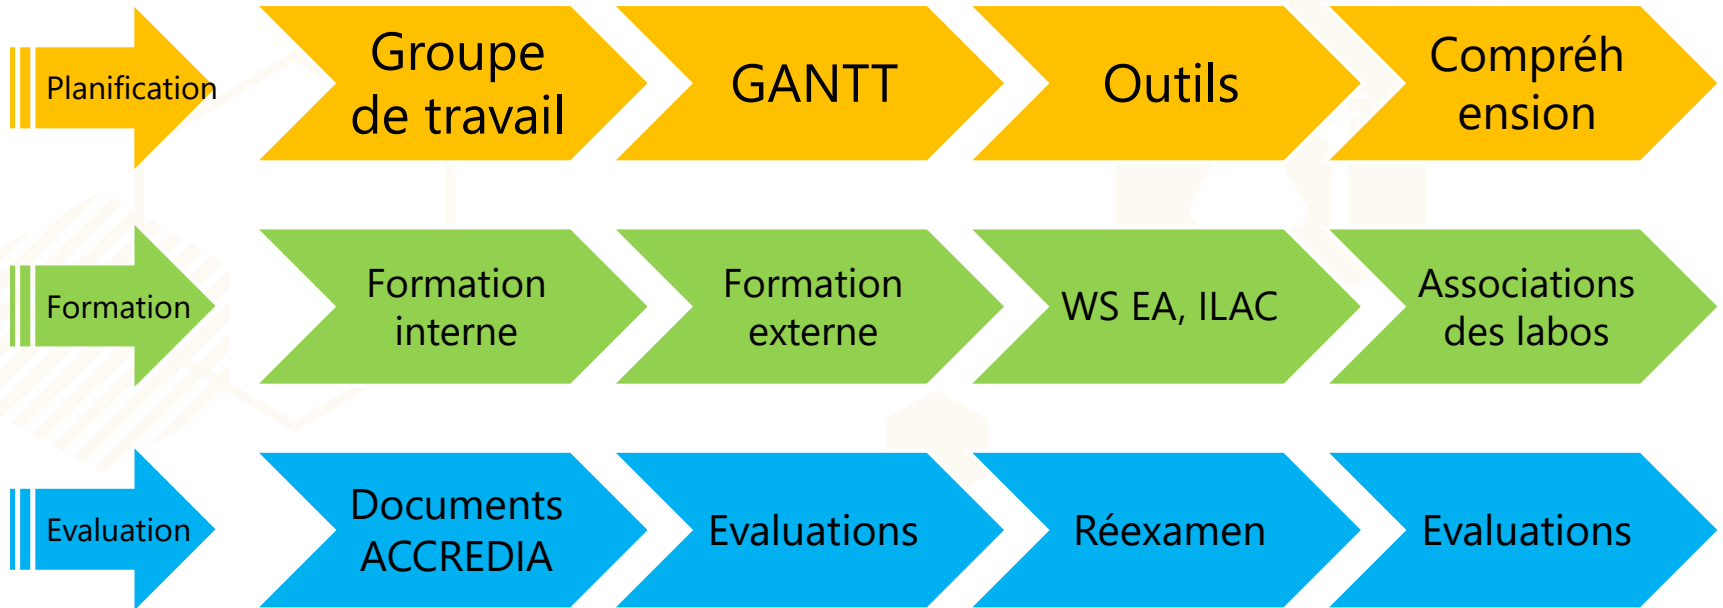 Planification
Groupe
de travail
GANTT
Outils
Compréh
ension
Formation
Formation
interne
Formation
externe
WS EA, ILAC
Associations
des labos
Evaluation
Documents
ACCREDIA
Evaluations
Réexamen
Evaluations